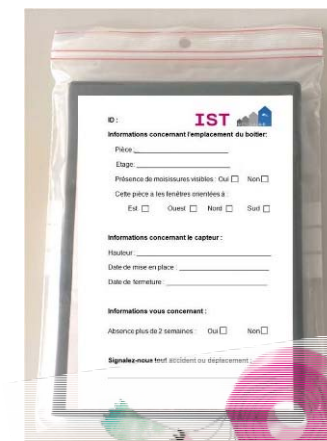 ID :
IST
Informations concernant l'emplacement du boitier:
Pièce
Etage:
Présence de moisissures visibles : Oui Non
Cette pièce a les fenêtres orientées à :
Est Ouest Nord Sud
Informations concernant le capteur :
Hauteur :
Date de mise en place :
Date de fermeture :
Informations vous concernant :
Absence plus de 2 semaines : Oui Non
Signalez-nous tout accident ou déplacement :